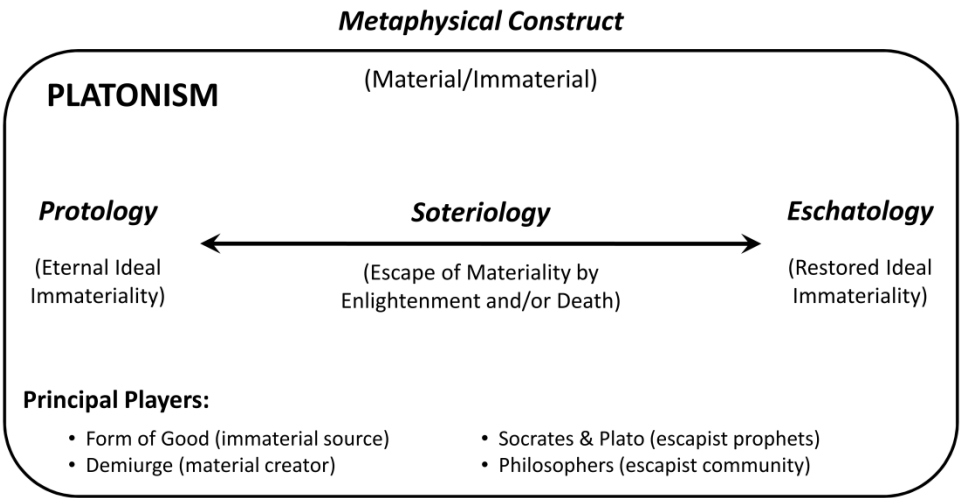 Metaphysical Construct
PLATONISM
(Material/Immaterial)
Protology
Soteriology
Eschatology
(Eternal Ideal
Immateriality)
(Escape of Materiality by
Enlightenment and/or Death)
(Restored Ideal
Immateriality)
Principal Players:
• Form of Good (immaterial source)
• Demiurge (material creator)
• Socrates & Plato (escapist prophets)
• Philosophers (escapist community)